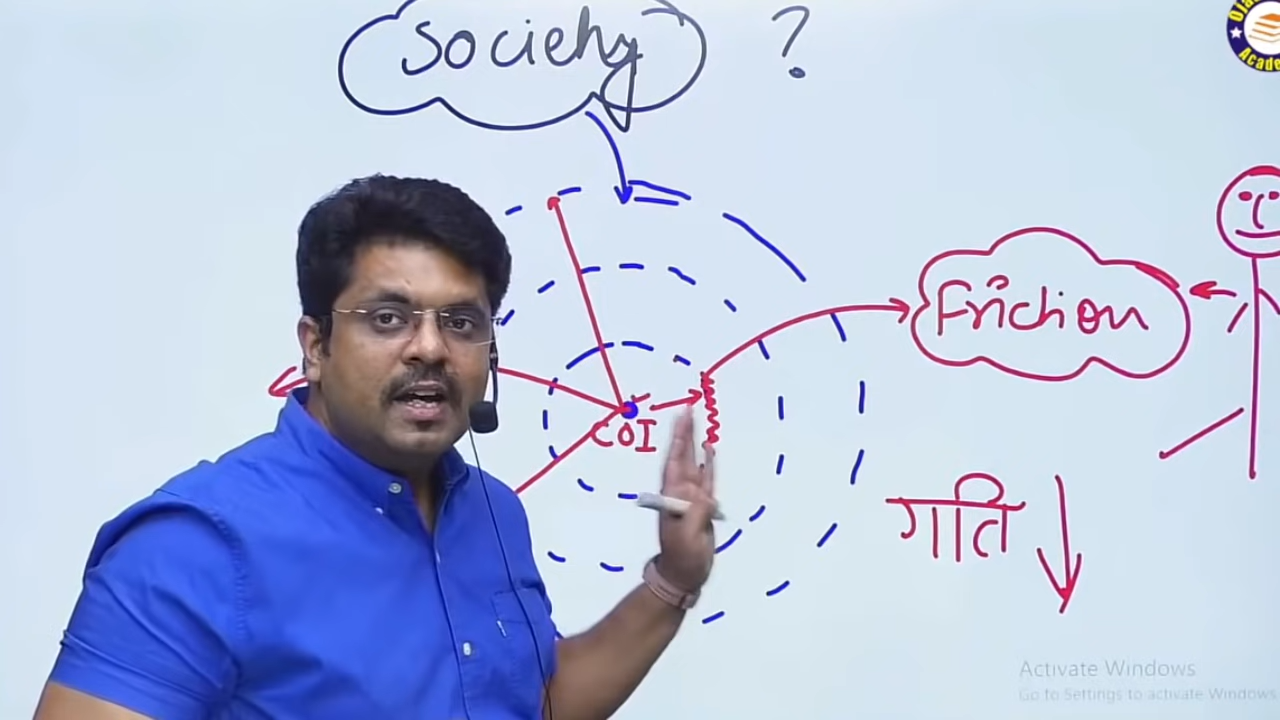 Society ?
Friction
COI
गति
Activate Windows
Go to Settings to activate Windows